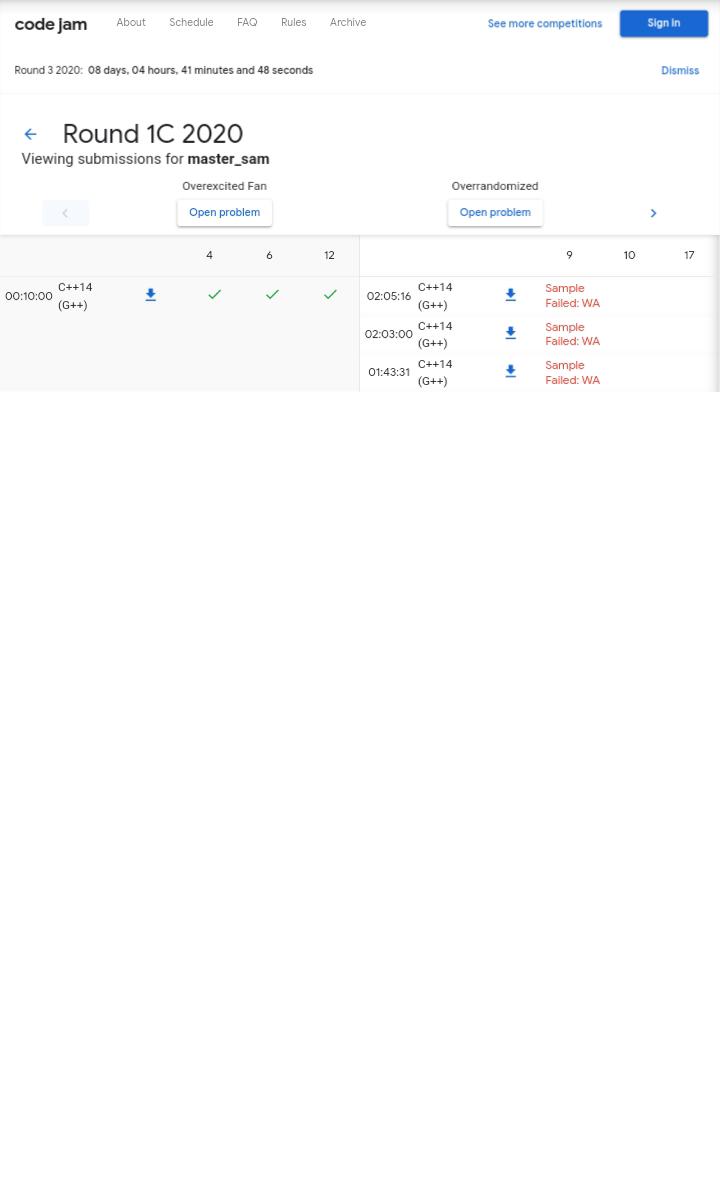 code jam About Schedule FAQ Rules Archive See more competitions Sign in
Round 3 2020: 08 days, 04 hours, 41 minutes and 48 seconds Dismiss
Round 1C 2020
Viewing submissions for master_sam
Overexcited Fan Overrandomized
Open problem Open problem
4 6 12 9 10 17
00:10:00 C++14 (G++)
02:05:16 C++14 (G++) Sample Failed: WA
02:03:00 C++14 (G++) Sample Failed: WA
01:43:31 C++14 (G++) Sample Failed: WA